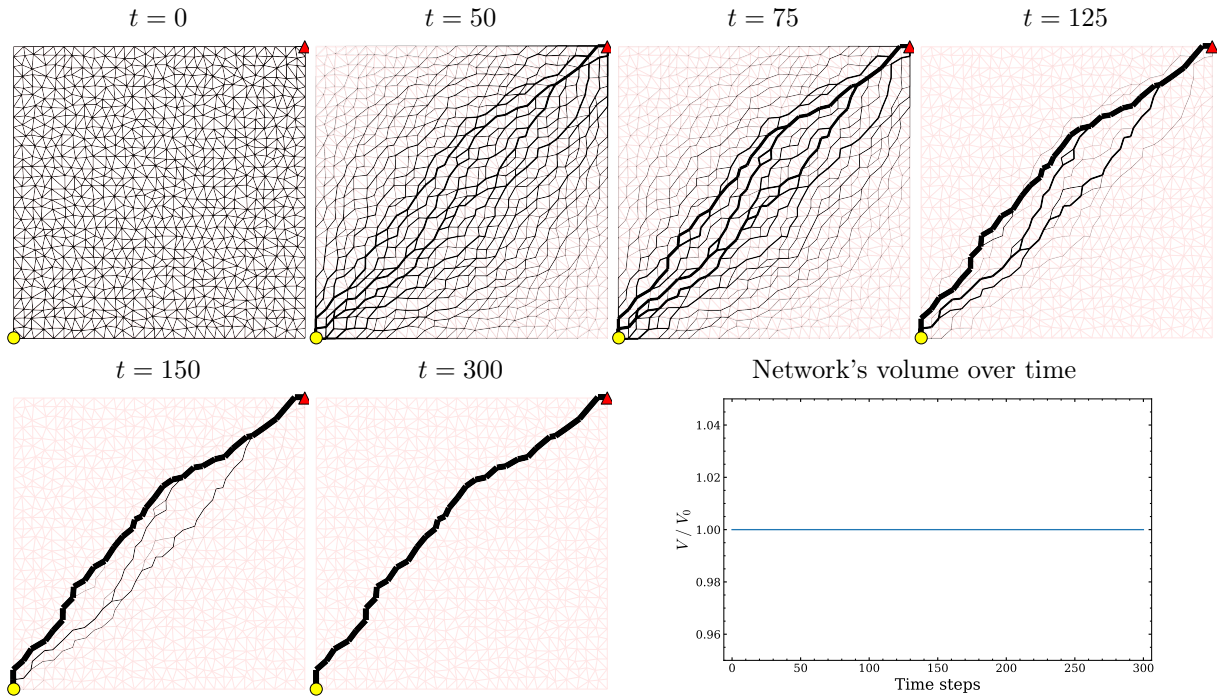 t = 0
t = 50
t = 75
t = 125
t = 150
t = 300
Network's volume over time
1.04
1.02
1.00
0.98
0.96
V / V₀
0
50
100
150
200
250
300
Time steps